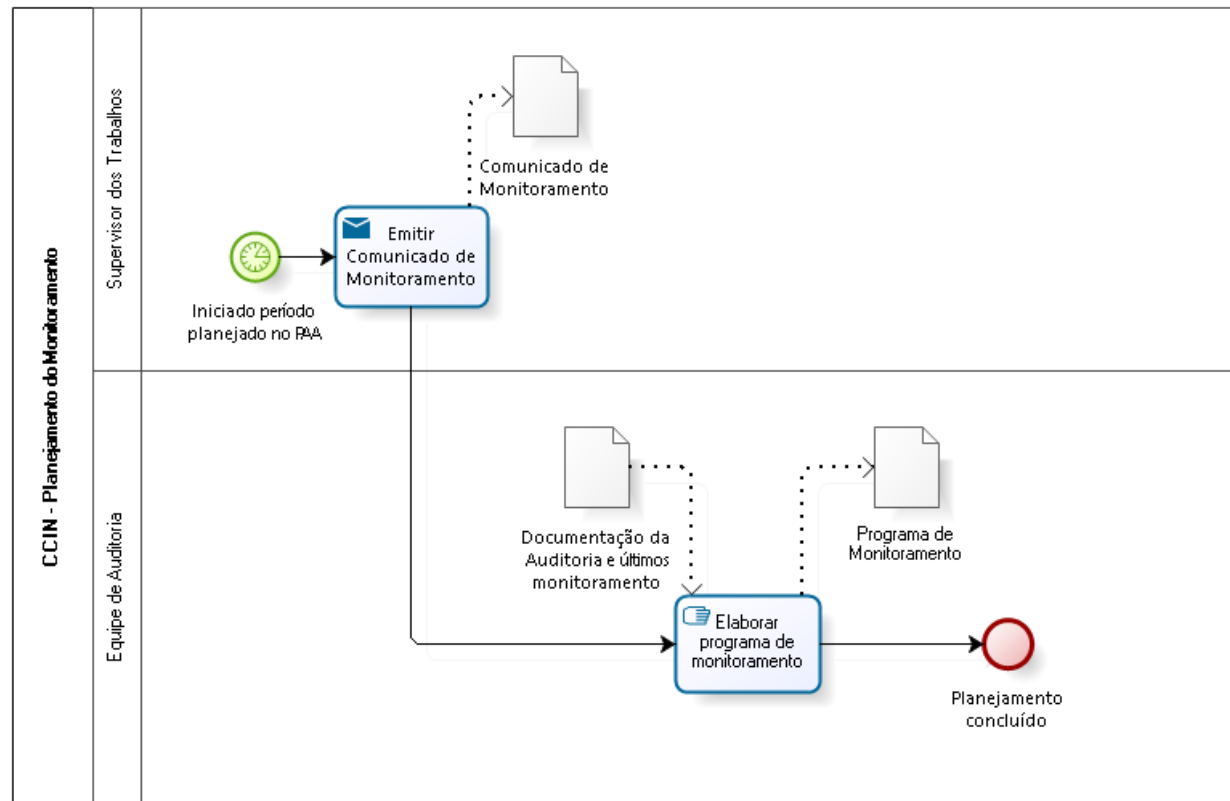 CCIN - Planejamento do Monitoramento
Supervisor dos Trabalhos
Comunicado de
Monitoramento
Emitir
Comunicado de
Monitoramento
Iniciado período
planejado no PAA
Equipe de Auditoria
Documentação da
Auditoria e últimos
monitoramento
Programa de
Monitoramento
Elaborar
programa de
monitoramento
Planejamento
concluído